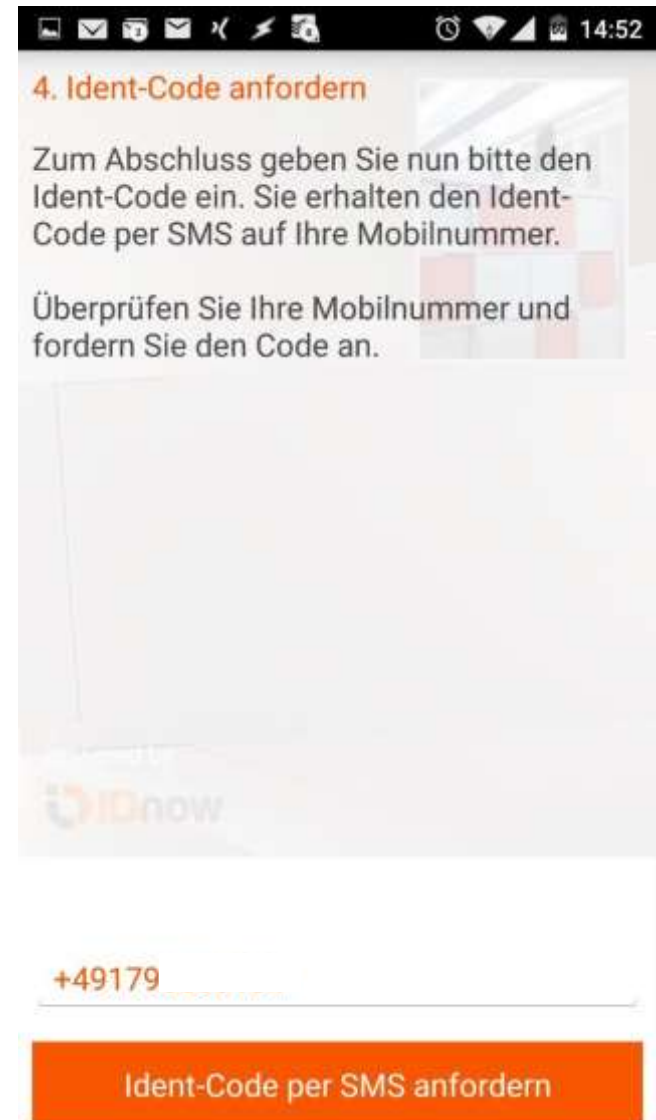 14:52
4. Ident-Code anfordern
Zum Abschluss geben Sie nun bitte den
Ident-Code ein. Sie erhalten den Ident-
Code per SMS auf Ihre Mobilnummer.
Überprüfen Sie Ihre Mobilnummer und
fordern Sie den Code an.
IDnow
+49179
Ident-Code per SMS anfordern